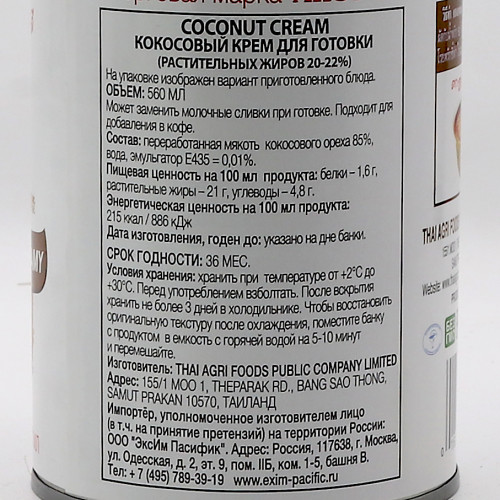 COCONUT CREAM
КОКОСОВЫЙ КРЕМ ДЛЯ ГОТОВКИ
(РАСТИТЕЛЬНЫХ ЖИРОВ 20-22%)
На упаковке изображен вариант приготовленного блюда.
ОБЪЕМ: 560 МЛ
Может заменить молочные сливки при готовке. Подходит для
добавления в кофе.
Состав: переработанная мякоть кокосового ореха 85%,
вода, эмульгатор Е435 = 0,01%.
Пищевая ценность на 100 мл продукта: белки – 1,6 г,
растительные жиры – 21 г, углеводы – 4,8 г.
Энергетическая ценность на 100 мл продукта:
215 ккал / 886 кДж
Дата изготовления, годен до: указано на дне банки.
СРОК ГОДНОСТИ: 36 МЕС.
Условия хранения: хранить при температуре от +2°С до
+30°С. Перед употреблением взболтать. После вскрытия
хранить не более 3 дней в холодильнике. Чтобы восстановить
оригинальную текстуру после охлаждения, поместите банку
с продуктом в емкость с горячей водой на 5-10 минут
и перемешайте.
Изготовитель: THAI AGRI FOODS PUBLIC COMPANY LIMITED
Адрес: 155/1 MOO 1, THEPARAK RD., BANG SAO THONG,
SAMUT PRAKAN 10570, ТАИЛАНД
Импортёр, уполномоченное изготовителем лицо
(в т.ч. на принятие претензий) на территории России:
ООО "ЭксИм Пасифик". Адрес: Россия, 117638, г. Москва,
ул. Одесская, д. 2, эт. 9, пом. IIБ, ком. 1-5, башня В.
Тел.: + 7 (495) 789-39-19 www.exim-pacific.ru
THAI AGRI FOODS
Website: